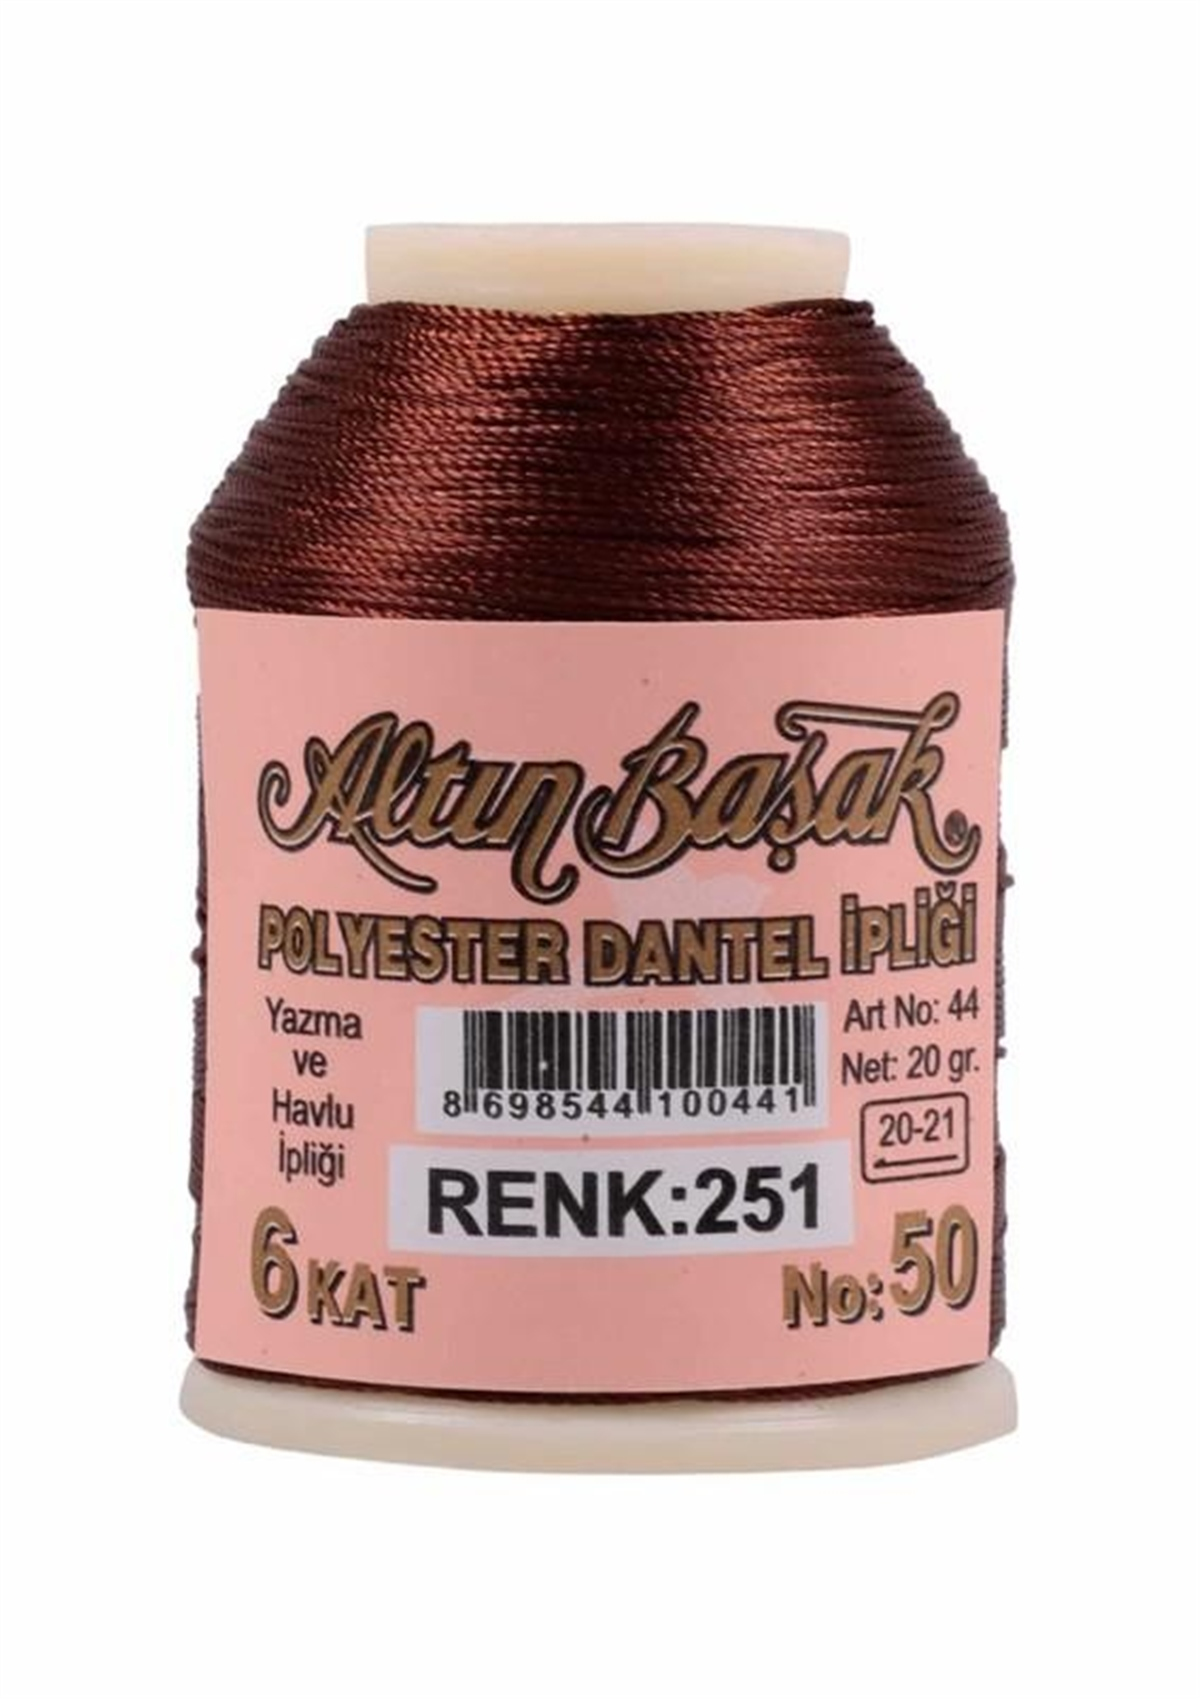 Altın Başak®
POLYESTER DANTEL İPLİĞİ
Yazma
ve
Havlu
İpliği
8 698544 100441
Art No: 44
Net: 20 gr.
20-21
RENK:251
6 KAT
No: 50